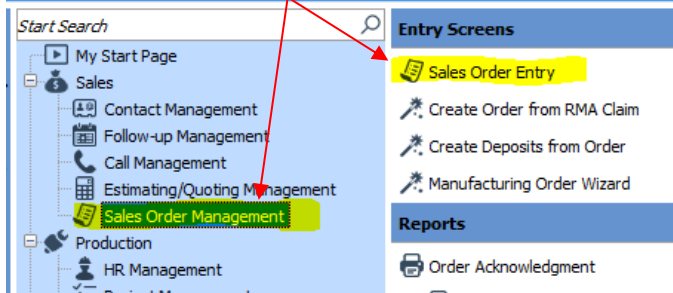 Start Search
My Start Page
Sales
Contact Management
Follow-up Management
Call Management
Estimating/Quoting Management
Sales Order Management
Production
HR Management
Entry Screens
Sales Order Entry
Create Order from RMA Claim
Create Deposits from Order
Manufacturing Order Wizard
Reports
Order Acknowledgment